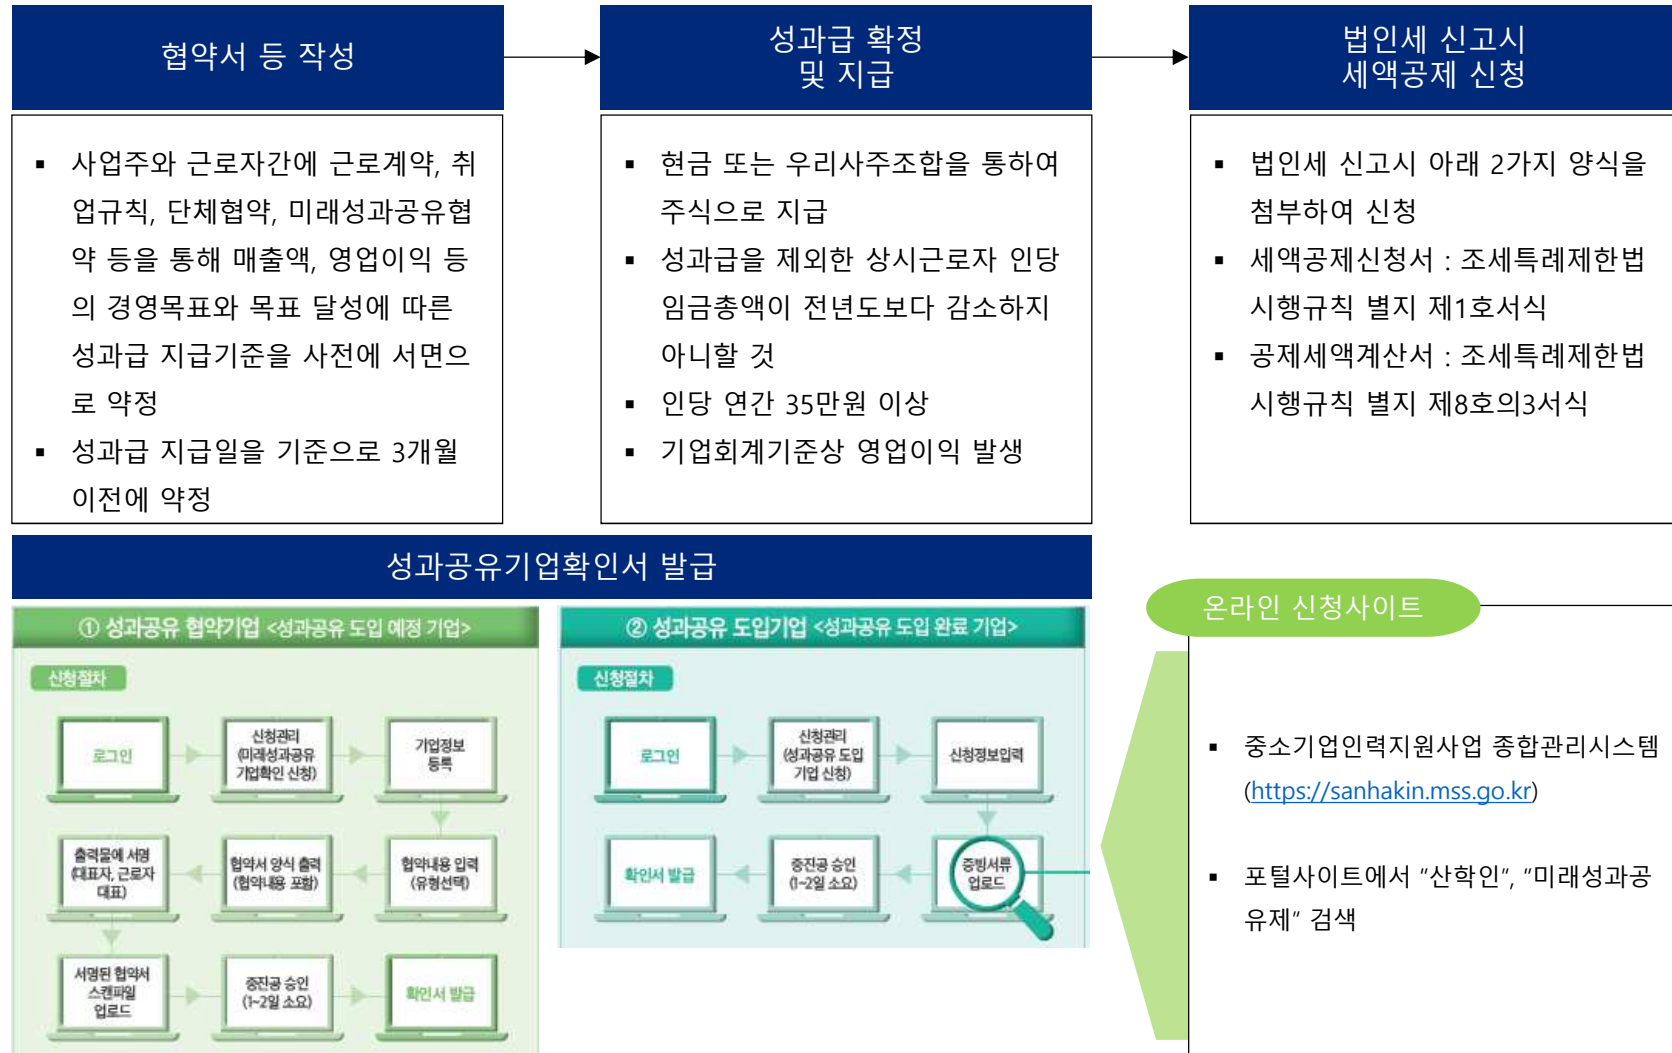 협약서 등 작성
성과급 확정
및 지급
법인세 신고시
세액공제 신청
▪ 사업주와 근로자간에 근로계약, 취
업규칙, 단체협약, 미래성과공유협
약 등을 통해 매출액, 영업이익 등
의 경영목표와 목표 달성에 따른
성과급 지급기준을 사전에 서면으
로 약정
▪ 성과급 지급일을 기준으로 3개월
이전에 약정
▪ 현금 또는 우리사주조합을 통하여
주식으로 지급
▪ 성과급을 제외한 상시근로자 인당
임금총액이 전년도보다 감소하지
아니할 것
▪ 인당 연간 35만원 이상
▪ 기업회계기준상 영업이익 발생
▪ 법인세 신고시 아래 2가지 양식을
첨부하여 신청
▪ 세액공제신청서 : 조세특례제한법
시행규칙 별지 제1호서식
▪ 공제세액계산서 : 조세특례제한법
시행규칙 별지 제8호의3서식
성과공유기업확인서 발급
① 성과공유 협약기업 <성과공유 도입 예정 기업>
신청절차
로그인
신청관리
(미래성과공유
기업확인 신청)
기업정보
등록
협약내용 입력
(유형선택)
협약서 양식 출력
(협약내용 포함)
출력물에 서명
(대표자, 근로자
대표)
서명된 협약서
스캔파일
업로드
중진공 승인
(1~2일 소요)
확인서 발급
② 성과공유 도입기업 <성과공유 도입 완료 기업>
신청절차
로그인
신청관리
(성과공유 도입
기업 신청)
신청정보입력
증빙서류
업로드
중진공 승인
(1~2일 소요)
확인서 발급
온라인 신청사이트
▪ 중소기업인력지원사업 종합관리시스템
(https://sanhakin.mss.go.kr)
▪ 포털사이트에서 “산학인”, “미래성과공
유제” 검색